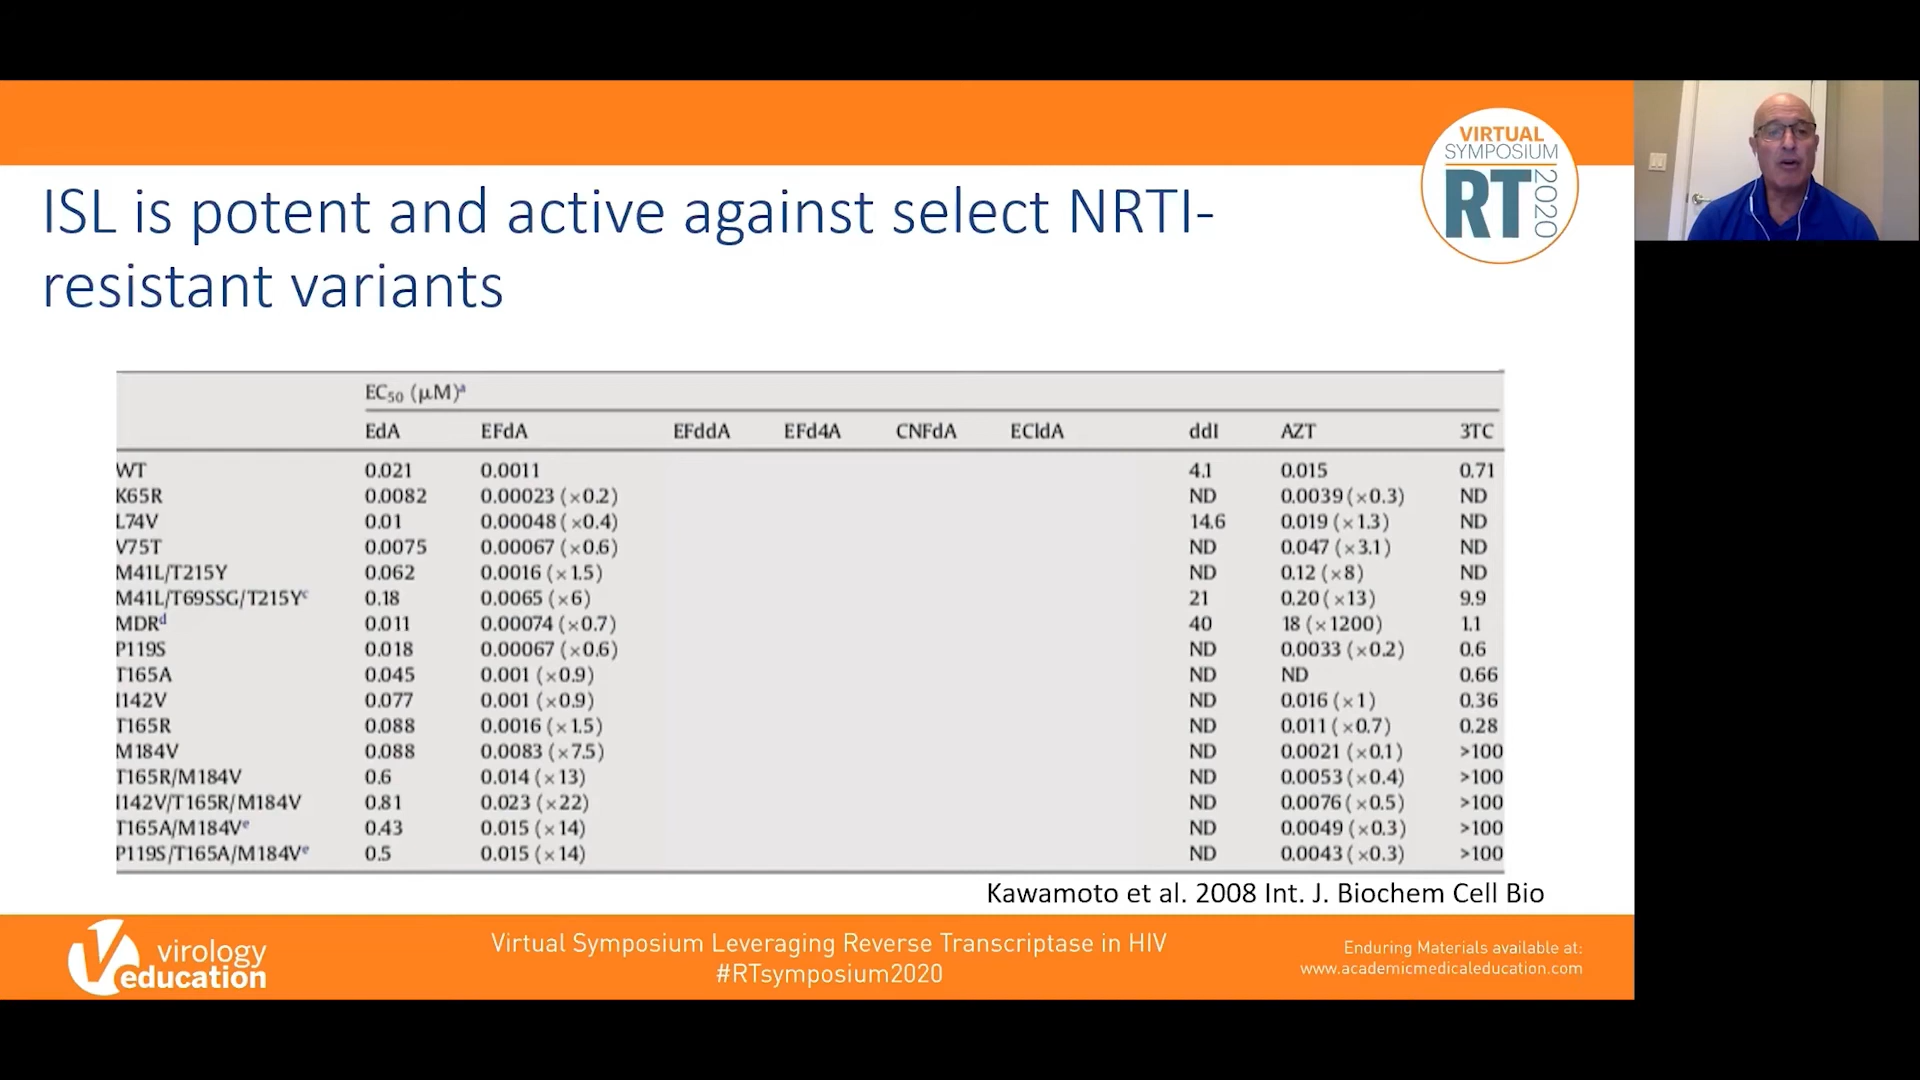 VIRTUAL
SYMPOSIUM
RT 2020
ISL is potent and active against select NRTI-
resistant variants
EC50 (μM)a
EdA EFdA EFddA EFd4A CNFdA ECldA ddI AZT 3TC
WT 0.021 0.0011 4.1 0.015 0.71
K65R 0.0082 0.00023 (×0.2) ND 0.0039 (×0.3) ND
L74V 0.01 0.00048 (×0.4) 14.6 0.019 (×1.3) ND
V75T 0.0075 0.00067 (×0.6) ND 0.047 (×3.1) ND
M41L/T215Y 0.062 0.0016 (×1.5) ND 0.12 (×8) ND
M41L/T69SSG/T215Yc 0.18 0.0065 (×6) 21 0.20 (×13) 9.9
MDRd 0.011 0.00074 (×0.7) 40 18 (×1200) 1.1
P119S 0.018 0.00067 (×0.6) ND 0.0033 (×0.2) 0.6
T165A 0.045 0.001 (×0.9) ND ND 0.66
I142V 0.077 0.001 (×0.9) ND 0.016 (×1) 0.36
T165R 0.088 0.0016 (×1.5) ND 0.011 (×0.7) 0.28
M184V 0.088 0.0083 (×7.5) ND 0.0021 (×0.1) >100
T165R/M184V 0.6 0.014 (×13) ND 0.0053 (×0.4) >100
I142V/T165R/M184V 0.81 0.023 (×22) ND 0.0076 (×0.5) >100
T165A/M184Ve 0.43 0.015 (×14) ND 0.0049 (×0.3) >100
P119S/T165A/M184Ve 0.5 0.015 (×14) ND 0.0043 (×0.3) >100
Kawamoto et al. 2008 Int. J. Biochem Cell Bio
virology
education
Virtual Symposium Leveraging Reverse Transcriptase in HIV
#RTsymposium2020
Enduring Materials available at:
www.academicmedicaleducation.com